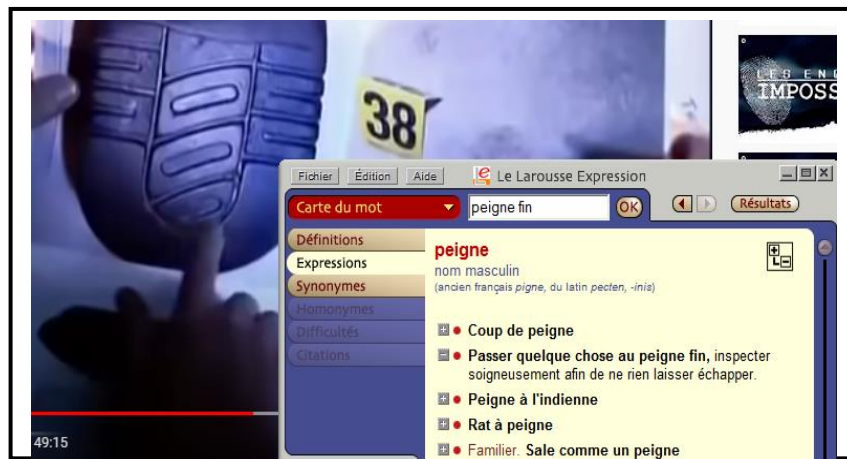 38
LES EN
IMPOSS
Fichier Édition Aide Le Larousse Expression
Carte du mot peigne fin OK Résultats
Définitions
Expressions
Synonymes
Homonymes
Difficultés
Citations
peigne
nom masculin
(ancien français pigne, du latin pecten, -inis)
Coup de peigne
Passer quelque chose au peigne fin, inspecter
soigneusement afin de ne rien laisser échapper.
Peigne à l'indienne
Rat à peigne
Familier. Sale comme un peigne
49:15